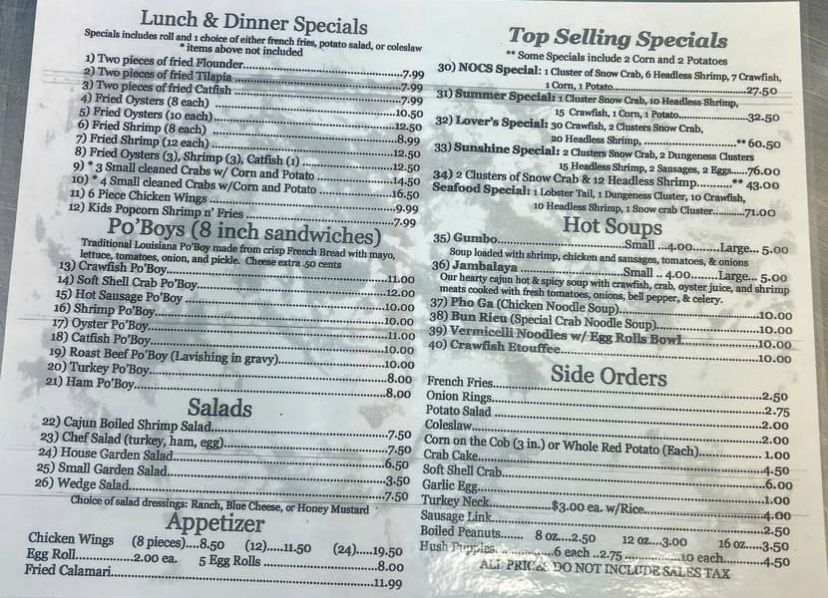 Lunch & Dinner Specials
Specials includes roll and 1 choice of either french fries, potato salad, or coleslaw
* items above not included
1) Two pieces of fried Flounder...7.99
2) Two pieces of fried Tilapia ...7.99
3) Two pieces of fried Catfish ...7.99
4) Fried Oysters (8 each) ...10.50
5) Fried Oysters (10 each)...12.50
6) Fried Shrimp (8 each) ...8.99
7) Fried Shrimp (12 each)...12.50
8) Fried Oysters (3), Shrimp (3), Catfish (1) ...12.50
9) * 3 Small cleaned Crabs w/ Corn and Potato ...14.50
10) * 4 Small cleaned Crabs w/Corn and Potato ...16.50
11) 6 Piece Chicken Wings ...9.99
12) Kids Popcorn Shrimp n' Fries ...7.99
Po'Boys (8 inch sandwiches)
Traditional Louisiana Po'Boy made from crisp French Bread with mayo,
lettuce, tomatoes, onion, and pickle. Cheese extra .50 cents
13) Crawfish Po'Boy...11.00
14) Soft Shell Crab Po'Boy...12.00
15) Hot Sausage Po'Boy ...10.00
16) Shrimp Po'Boy...10.00
17) Oyster Po'Boy...11.00
18) Catfish Po'Boy...10.00
19) Roast Beef Po'Boy (Lavishing in gravy)...10.00
20) Turkey Po'Boy...8.00
21) Ham Po'Boy...8.00
Salads
22) Cajun Boiled Shrimp Salad...7.50
23) Chef Salad (turkey, ham, egg)...7.50
24) House Garden Salad...6.50
25) Small Garden Salad...3.50
26) Wedge Salad...7.50
Choice of salad dressings: Ranch, Blue Cheese, or Honey Mustard
Appetizer
Chicken Wings (8 pieces)....8.50 (12).....11.50 (24).....19.50
Egg Roll...2.00 ea. 5 Egg Rolls ...8.00
Fried Calamari...11.99
Top Selling Specials
** Some Specials include 2 Corn and 2 Potatoes
30) NOCS Special: 1 Cluster of Snow Crab, 6 Headless Shrimp, 7 Crawfish,
1 Corn, 1 Potato...27.50
31) Summer Special: 1 Cluster Snow Crab, 10 Headless Shrimp,
15 Crawfish, 1 Corn, 1 Potato...32.50
32) Lover's Special: 30 Crawfish, 2 Clusters Snow Crab,
20 Headless Shrimp, ...** 60.50
33) Sunshine Special: 2 Clusters Snow Crab, 2 Dungeness Clusters
15 Headless Shrimp, 2 Sausages, 2 Eggs......76.00
34) 2 Clusters of Snow Crab & 12 Headless Shrimp...** 43.00
Seafood Special: 1 Lobster Tail, 1 Dungeness Cluster, 10 Crawfish,
10 Headless Shrimp, 1 Snow crab Cluster...71.00
Hot Soups
35) Gumbo...Small ...4.00...Large... 5.00
Soup loaded with shrimp, chicken and sausages, tomatoes, & onions
36) Jambalaya ...Small .. 4.00...Large... 5.00
Our hearty cajun hot & spicy soup with crawfish, crab, oyster juice, and shrimp
meats cooked with fresh tomatoes, onions, bell pepper, & celery.
37) Pho Ga (Chicken Noodle Soup)...10.00
38) Bun Rieu (Special Crab Noodle Soup)...10.00
39) Vermicelli Noodles w/ Egg Rolls Bowl...10.00
40) Crawfish Etouffee...10.00
Side Orders
French Fries...2.50
Onion Rings...2.75
Potato Salad ...2.00
Coleslaw...2.00
Corn on the Cob (3 in.) or Whole Red Potato (Each)... 1.00
Crab Cake...4.50
Soft Shell Crab...6.00
Garlic Egg...1.00
Turkey Neck...$3.00 ea. w/Rice...4.00
Sausage Link...2.50
Boiled Peanuts...... 8 oz....2.50 12 oz....3.00 16 oz....3.50
Hush Puppies...6 each ..2.75 ...10 each...4.50
ALL PRICES DO NOT INCLUDE SALES TAX